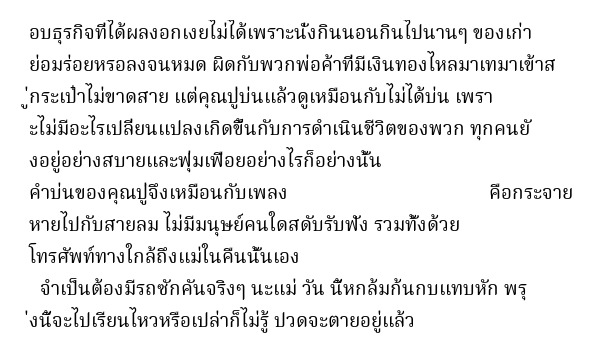 อบธุรกิจที่ได้ผลงอกเงยไม่ได้เพราะนั่งกินนอนกินไปนานๆ ของเก่า
ย่อมร่อยหรอลงจนหมด ผิดกับพวกพ่อค้าที่มีเงินทองไหลมาเทมาเข้าส
ู่กระเป๋าไม่ขาดสาย แต่คุณปู่บ่นแล้วดูเหมือนกับไม่ได้บ่น เพรา
ะไม่มีอะไรเปลี่ยนแปลงเกิดขึ้นกับการดำเนินชีวิตของพวก ทุกคนยั
งอยู่อย่างสบายและฟุ่มเฟือยอย่างไรก็อย่างนั้น
คำบ่นของคุณปู่จึงเหมือนกับเพลง คือกระจาย
หายไปกับสายลม ไม่มีมนุษย์คนใดสดับรับฟัง รวมทั้งด้วย
โทรศัพท์ทางใกล้ถึงแม่ในคืนนั้นเอง
จำเป็นต้องมีรถซักคันจริงๆ นะแม่ วัน นี้หกล้มก้นกบแทบหัก พรุ
่งนี้จะไปเรียนไหวหรือเปล่าก็ไม่รู้ ปวดจะตายอยู่แล้ว